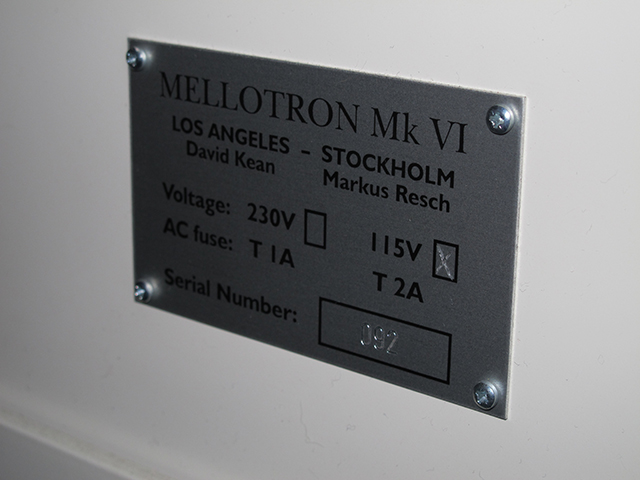 MELLOTRON Mk VI
LOS ANGELES – STOCKHOLM
David Kean Markus Resch
Voltage: 230V 115V X
AC fuse: T 1A T 2A
Serial Number: 092